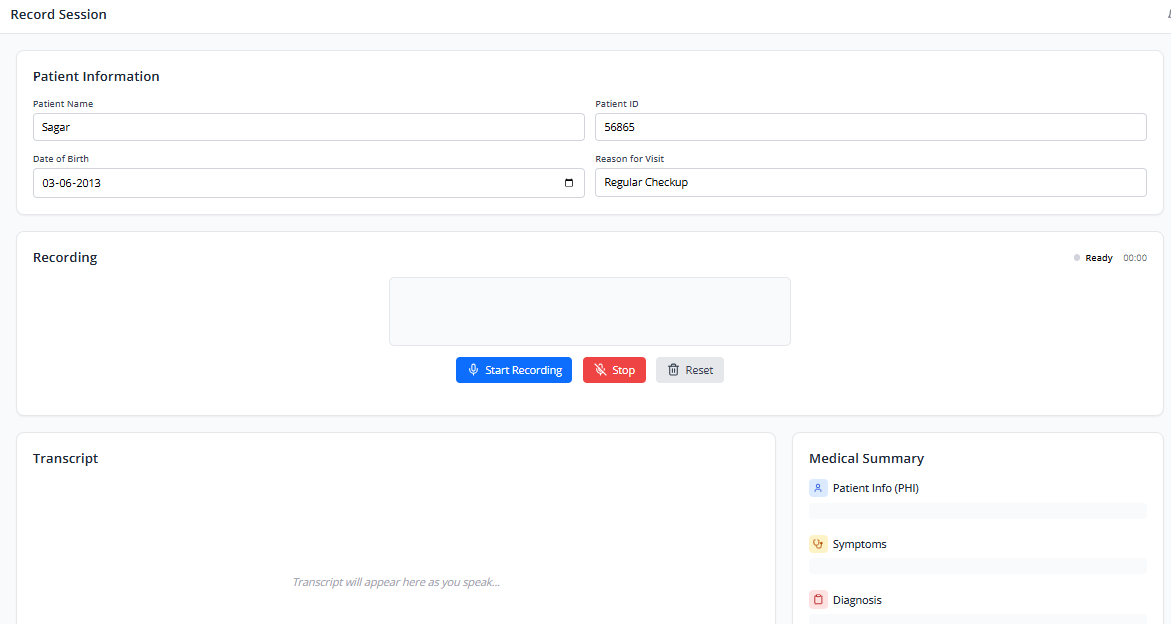 Record Session
Patient Information
Patient Name
Patient ID
Sagar
56865
Date of Birth
Reason for Visit
03-06-2013
Regular Checkup
Recording
Ready 00:00
Start Recording
Stop
Reset
Transcript
Medical Summary
Patient Info (PHI)
Symptoms
Transcript will appear here as you speak...
Diagnosis